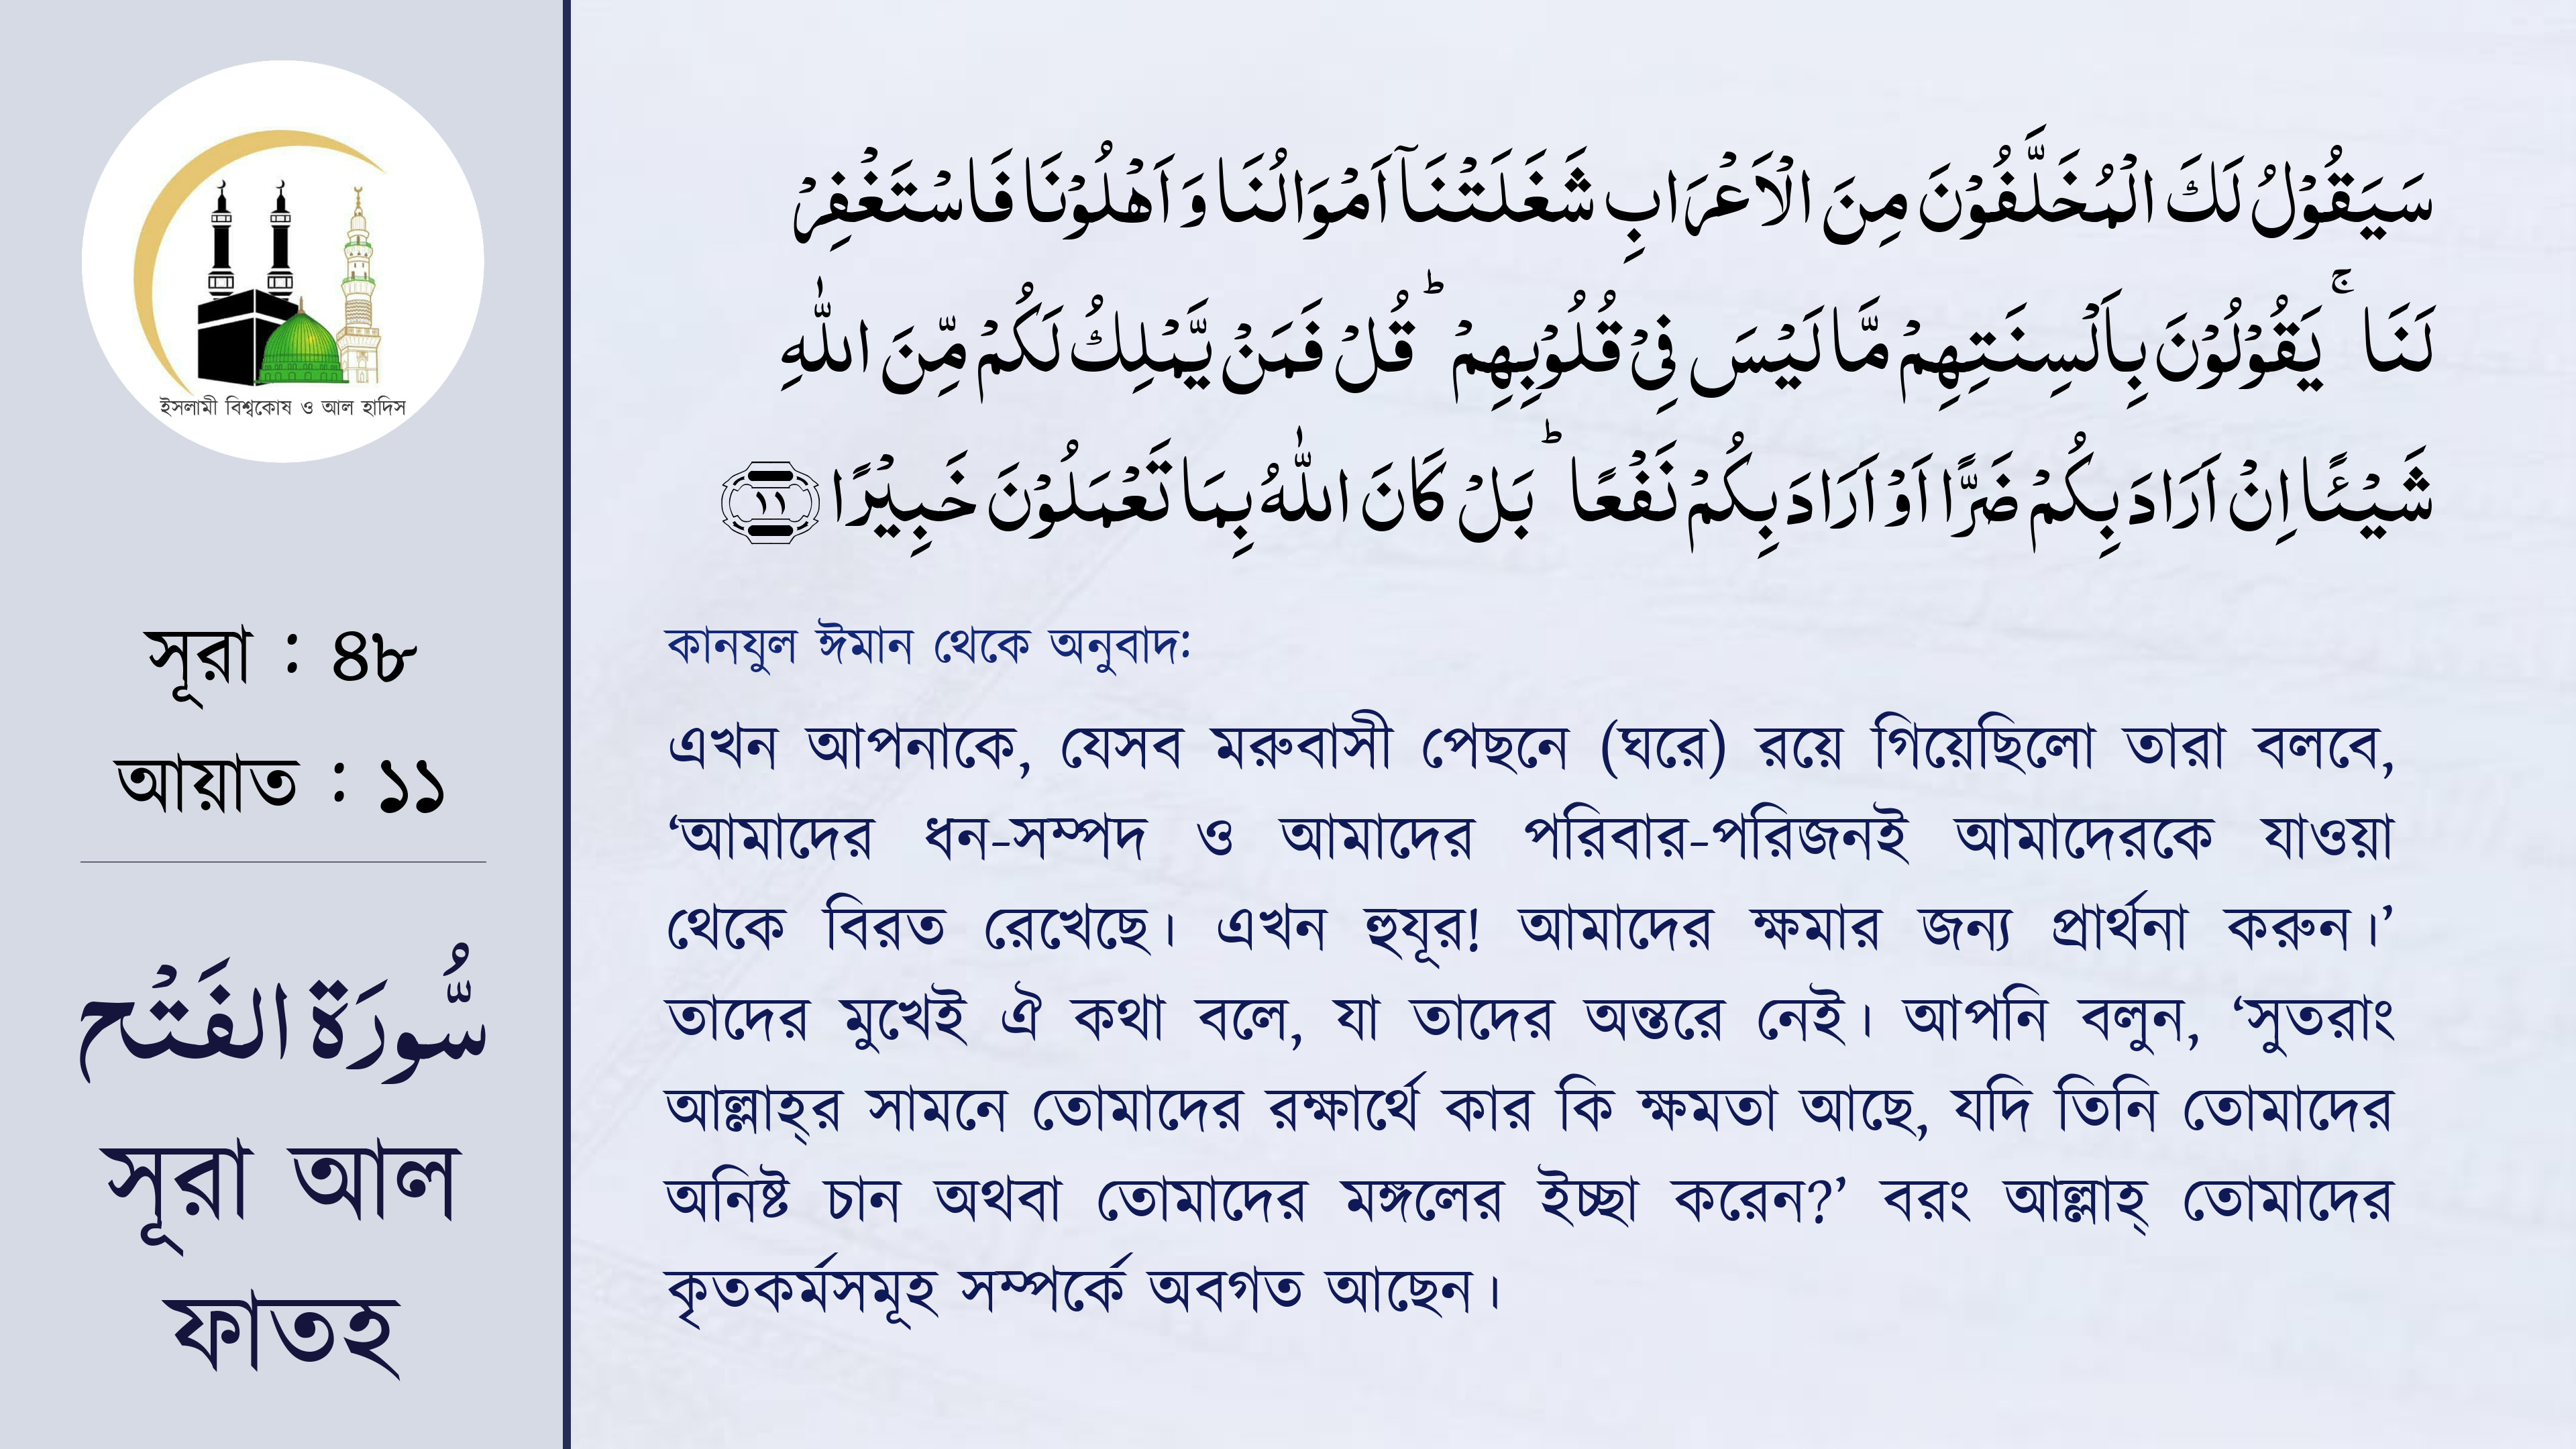 ইসলামী বিশ্বকোষ ও আল হাদিস
সূরা : ৪৮
আয়াত : ১১
سُّورَة الفَتْح
সূরা আল
ফাতহ
سَيَقُوْلُ لَكَ الْمُخَلَّفُوْنَ مِنَ الْاَعْرَابِ شَغَلَتْنَاۤ اَمْوَالُنَا وَ اَهْلُوْنَا فَاسْتَغْفِرْ
لَنَا ۚ يَقُوْلُوْنَ بِاَلْسِنَتِهِمْ مَّا لَيْسَ فِیْ قُلُوْبِهِمْ ؕ قُلْ فَمَنْ يَّمْلِكُ لَكُمْ مِّنَ اللّٰهِ
شَيْـًٔا اِنْ اَرَادَ بِكُمْ ضَرًّا اَوْ اَرَادَ بِكُمْ نَفْعًا ؕ بَلْ كَانَ اللّٰهُ بِمَا تَعْمَلُوْنَ خَبِيْرًا ١١
কানযুল ঈমান থেকে অনুবাদ:
এখন আপনাকে, যেসব মরুবাসী পেছনে (ঘরে) রয়ে গিয়েছিলো তারা বলবে,
‘আমাদের ধন-সম্পদ ও আমাদের পরিবার-পরিজনই আমাদেরকে যাওয়া
থেকে বিরত রেখেছে। এখন হুযূর! আমাদের ক্ষমার জন্য প্রার্থনা করুন।’
তাদের মুখেই ঐ কথা বলে, যা তাদের অন্তরে নেই। আপনি বলুন, ‘সুতরাং
আল্লাহ্‌র সামনে তোমাদের রক্ষার্থে কার কি ক্ষমতা আছে, যদি তিনি তোমাদের
অনিষ্ট চান অথবা তোমাদের মঙ্গলের ইচ্ছা করেন?’ বরং আল্লাহ্ তোমাদের
কৃতকর্মসমূহ সম্পর্কে অবগত আছেন।